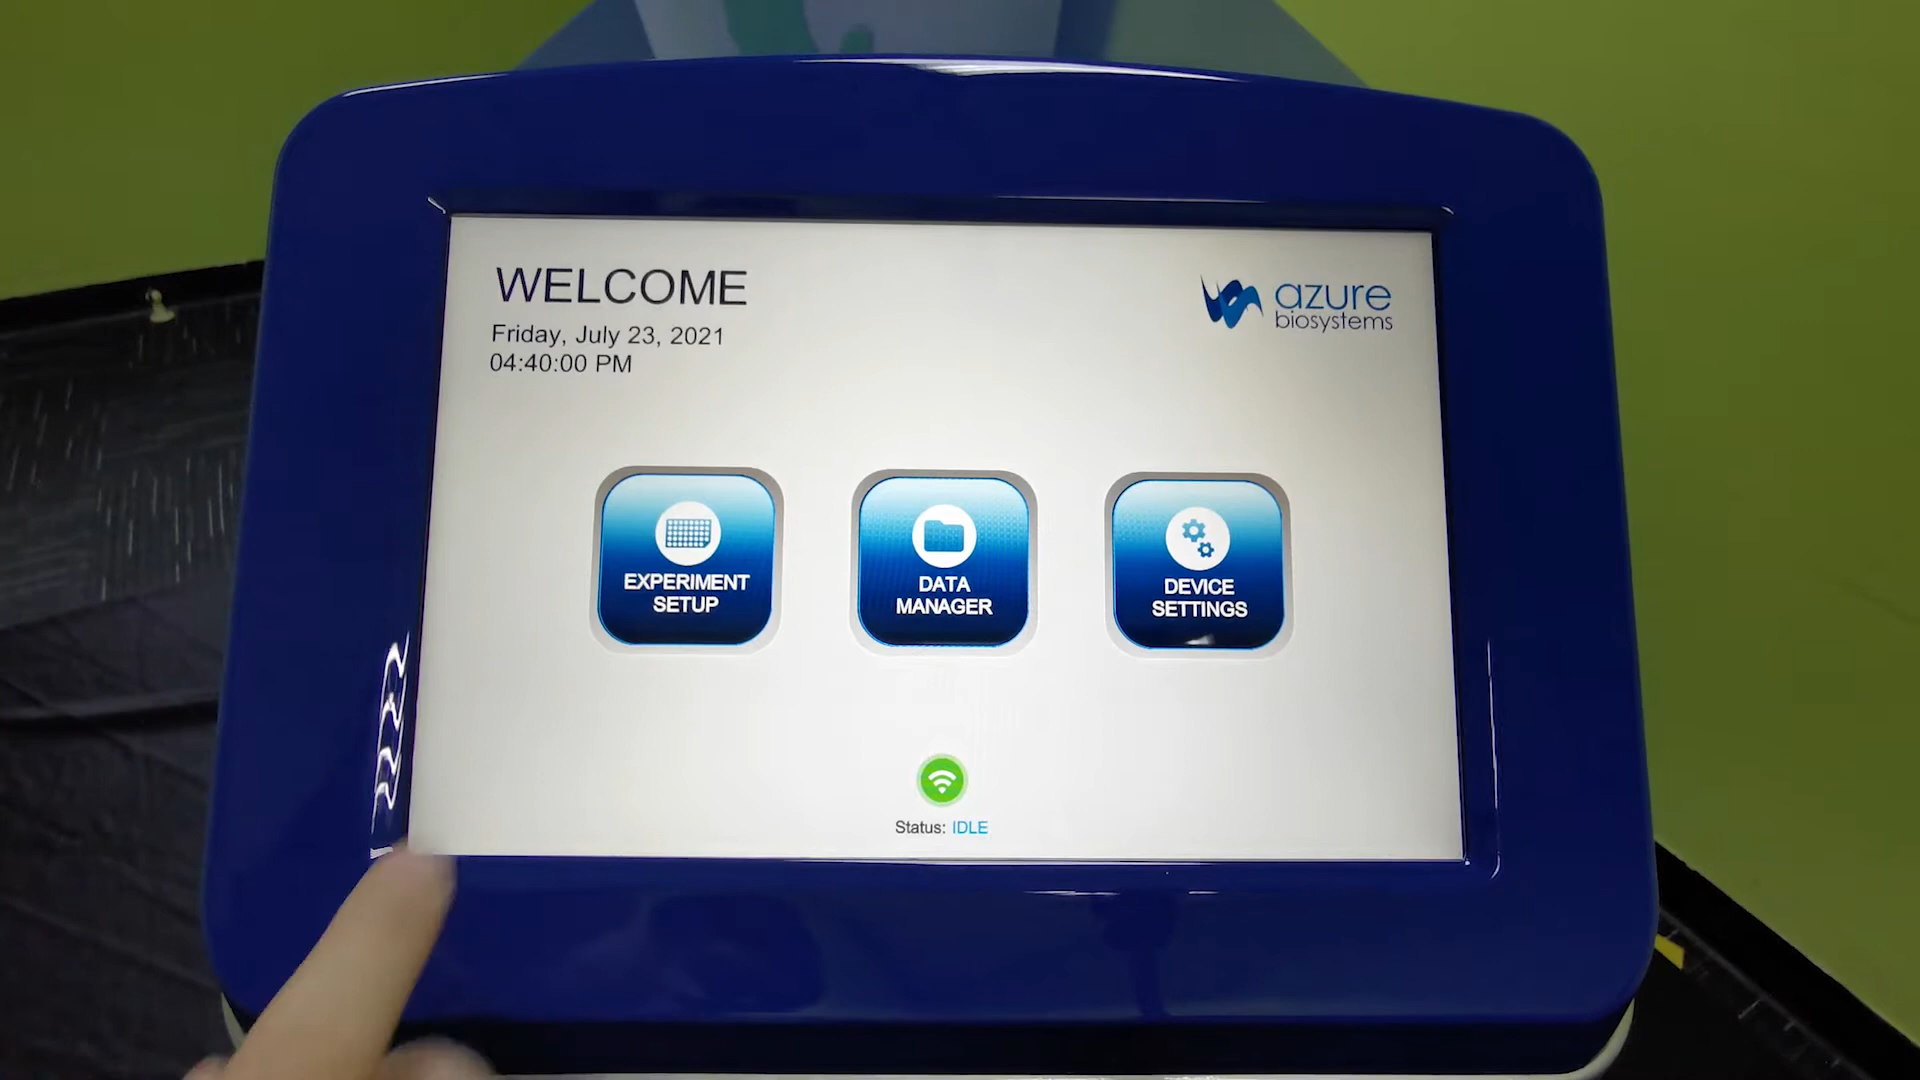 WELCOME
Friday, July 23, 2021
04:40:00 PM
azure
biosystems
EXPERIMENT
SETUP
DATA
MANAGER
DEVICE
SETTINGS
Status: IDLE